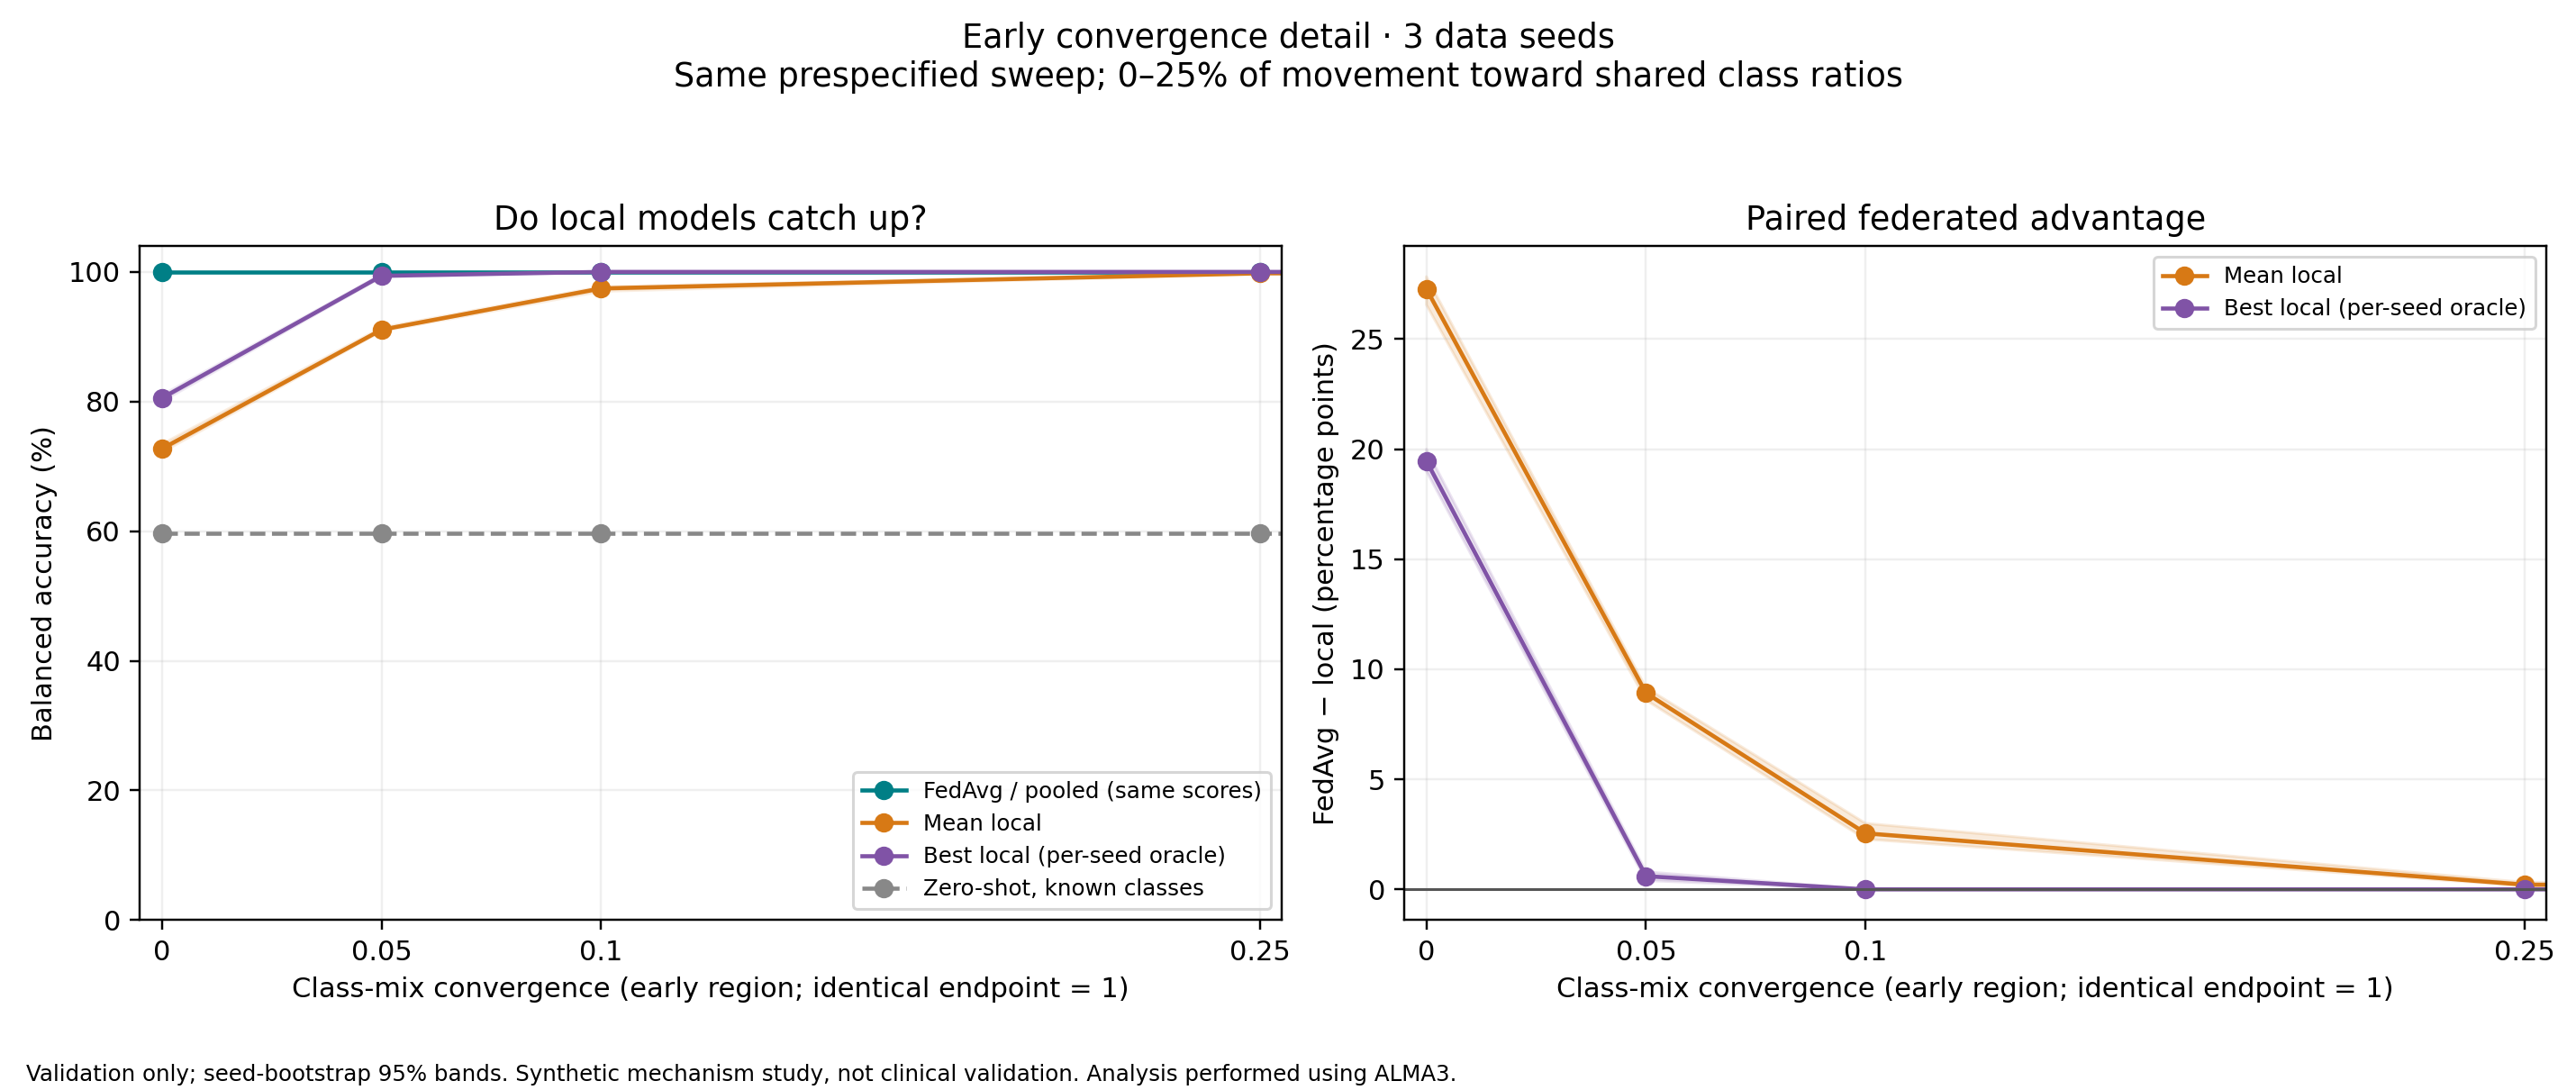 Early convergence detail · 3 data seeds
Same prespecified sweep; 0–25% of movement toward shared class ratios
Do local models catch up?
Balanced accuracy (%)
100
80
60
40
20
0
FedAvg / pooled (same scores)
Mean local
Best local (per-seed oracle)
Zero-shot, known classes
0
0.05
0.1
0.25
Class-mix convergence (early region; identical endpoint = 1)
Paired federated advantage
FedAvg − local (percentage points)
25
20
15
10
5
0
Mean local
Best local (per-seed oracle)
0
0.05
0.1
0.25
Class-mix convergence (early region; identical endpoint = 1)
Validation only; seed-bootstrap 95% bands. Synthetic mechanism study, not clinical validation. Analysis performed using ALMA3.